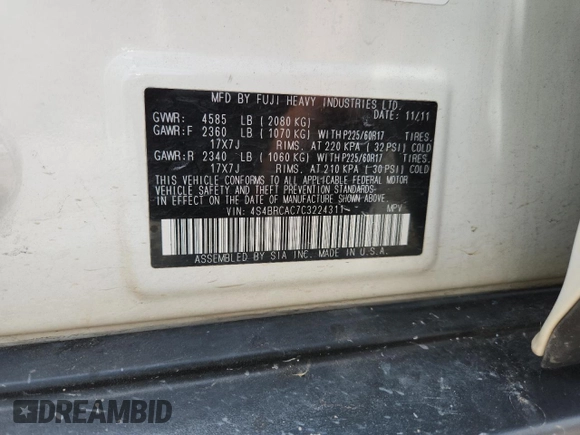 MFD BY FUJI HEAVY INDUSTRIES LTD.
GVWR: 4585 LB (2080 KG) DATE: 11/11
GAWR:F 2360 LB (1070 KG) WITH P225/60R17 TIRES.
17X7J RIMS. AT 220 KPA (32 PSI) COLD
GAWR:R 2340 LB (1060 KG) WITH P225/60R17 TIRES.
17X7J RIMS. AT 210 KPA (30 PSI) COLD
THIS VEHICLE CONFORMS TO ALL APPLICABLE FEDERAL MOTOR
VEHICLE SAFETY AND BUMPER STANDARDS
IN EFFECT ON THE DATE OF MANUFACTURE SHOWN ABOVE.
VIN: 4S4BRCAC7C3224311 MPV
ASSEMBLED BY SIA INC. MADE IN U.S.A.
DREAMBID